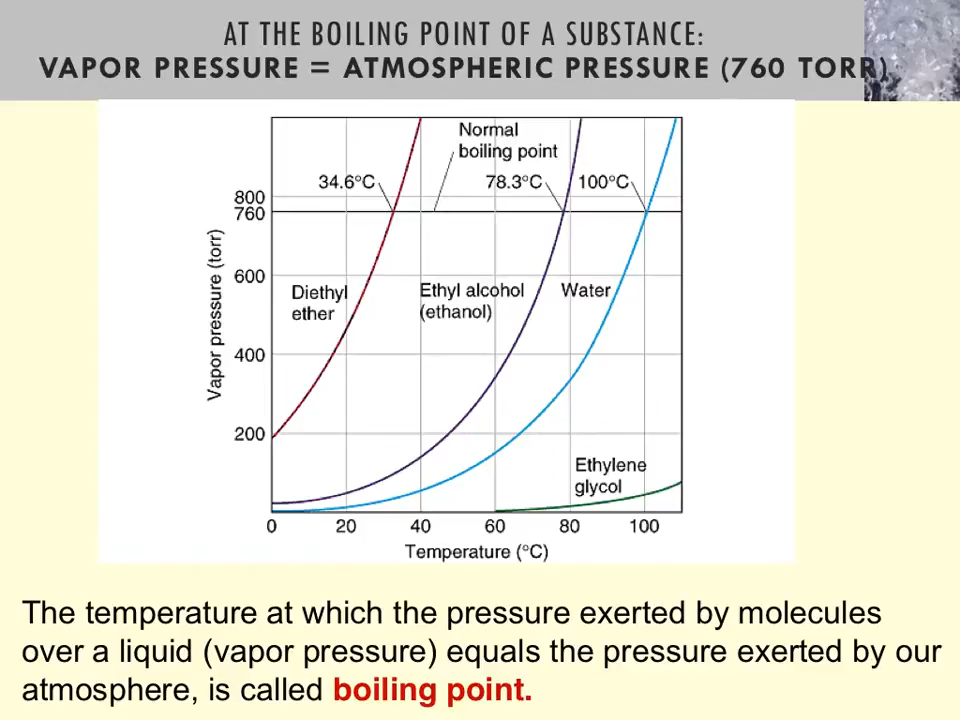 AT THE BOILING POINT OF A SUBSTANCE:
VAPOR PRESSURE = ATMOSPHERIC PRESSURE (760 TORR)
Normal
boiling point
34.6°C
78.3°C
100°C
800
760
600
400
200
Vapor pressure (torr)
Diethyl
ether
Ethyl alcohol
(ethanol)
Water
Ethylene
glycol
0 20 40 60 80 100
Temperature (°C)
The temperature at which the pressure exerted by molecules
over a liquid (vapor pressure) equals the pressure exerted by our
atmosphere, is called boiling point.